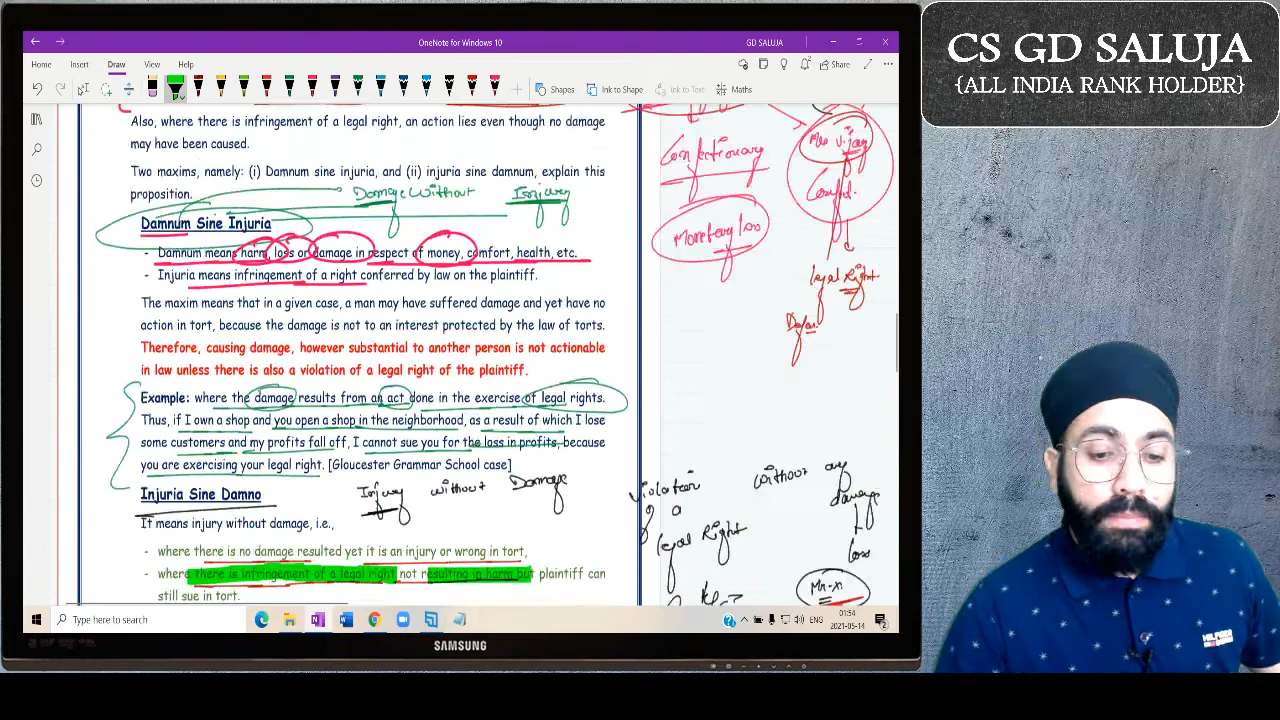 OneNote for Windows 10
GD SALUJA
Home Insert Draw View Help
Share
Shapes
Ink to Shape
Ink to Text
Maths
CS GD SALUJA
{ALL INDIA RANK HOLDER}
Also, where there is infringement of a legal right, an action lies even though no damage
may have been caused.
Two maxims, namely: (i) Damnum sine injuria, and (ii) injuria sine damnum, explain this
proposition.
Damage Without Injury
Damnum Sine Injuria
- Damnum means harm, loss or damage in respect of money, comfort, health, etc.
- Injuria means infringement of a right conferred by law on the plaintiff.
The maxim means that in a given case, a man may have suffered damage and yet have no
action in tort, because the damage is not to an interest protected by the law of torts.
Therefore, causing damage, however substantial to another person is not actionable
in law unless there is also a violation of a legal right of the plaintiff.
Example: where the damage results from an act done in the exercise of legal rights.
Thus, if I own a shop and you open a shop in the neighborhood, as a result of which I lose
some customers and my profits fall off, I cannot sue you for the loss in profits, because
you are exercising your legal right. [Gloucester Grammar School case]
Injuria Sine Damno
Injury without Damage
It means injury without damage, i.e.,
- where there is no damage resulted yet it is an injury or wrong in tort,
- where there is infringement of a legal right not resulting in harm but plaintiff can
still sue in tort.
Confectionary
Monetary loss
legal Right
Violation
of a
legal Right
without any
damage
loss
Mr-x
Type here to search
ENG
01:54
2021-05-14
SAMSUNG